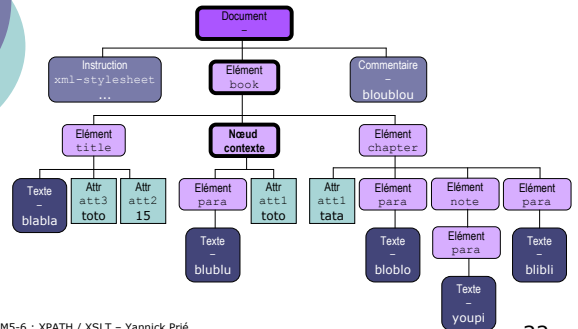 Document
–
Instruction
xml-stylesheet
...
Elément
book
Commentaire
–
bloublou
Elément
title
Nœud
contexte
Elément
chapter
Texte
–
blabla
Attr
att3
toto
Attr
att2
15
Elément
para
Attr
att1
toto
Attr
att1
tata
Elément
para
Elément
note
Elément
para
Texte
–
blublu
Texte
–
bloblo
Elément
para
Texte
–
blibli
Texte
–
youpi
M5-6 : XPATH / XSLT – Yannick Prié